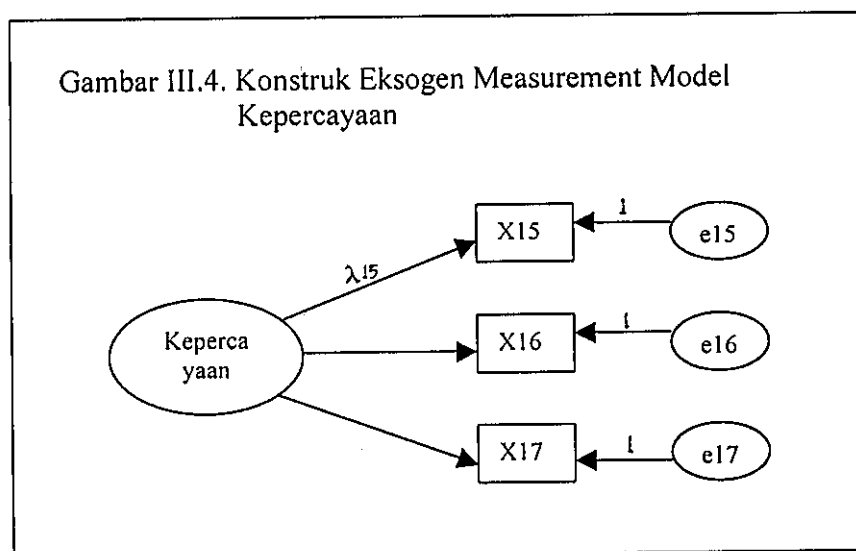 Gambar III.4. Konstruk Eksogen Measurement Model
Kepercayaan
X15
1
e15
λ15
Keperca
yaan
X16
1
e16
X17
1
e17